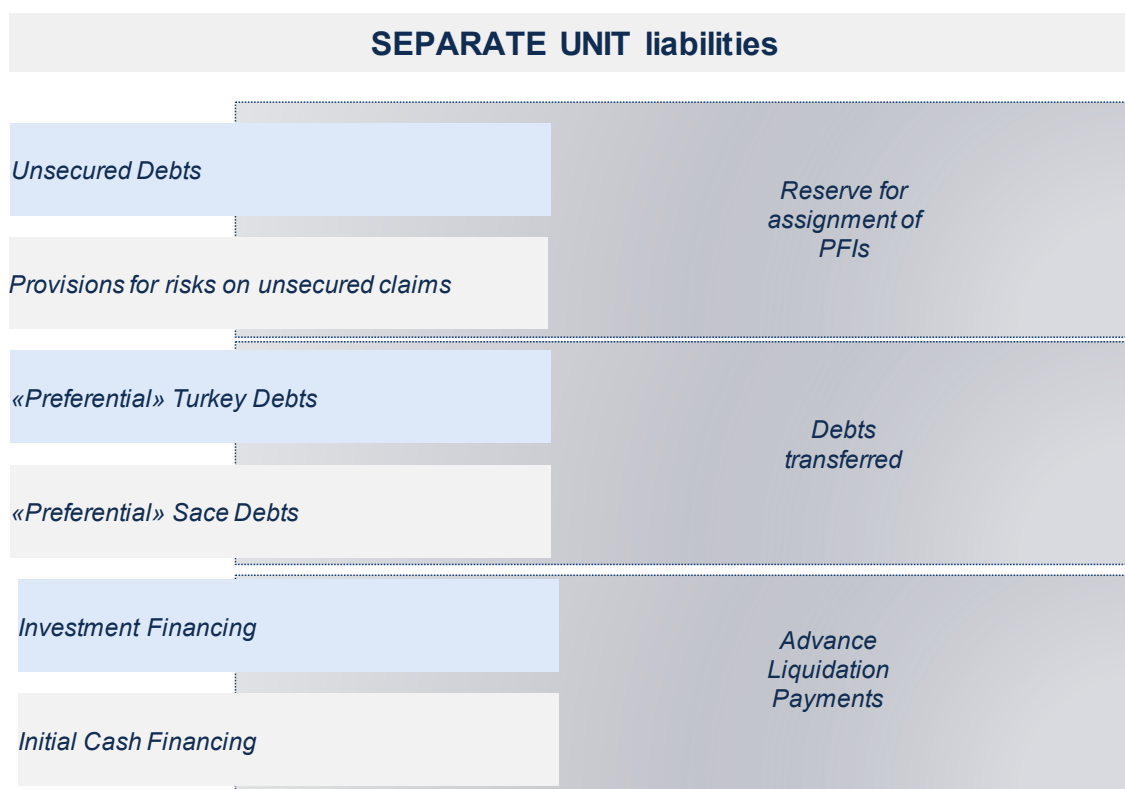 SEPARATE UNIT liabilities
Unsecured Debts
Provisions for risks on unsecured claims
Reserve for
assignment of
PFIs
«Preferential» Turkey Debts
«Preferential» Sace Debts
Debts
transferred
Investment Financing
Initial Cash Financing
Advance
Liquidation
Payments